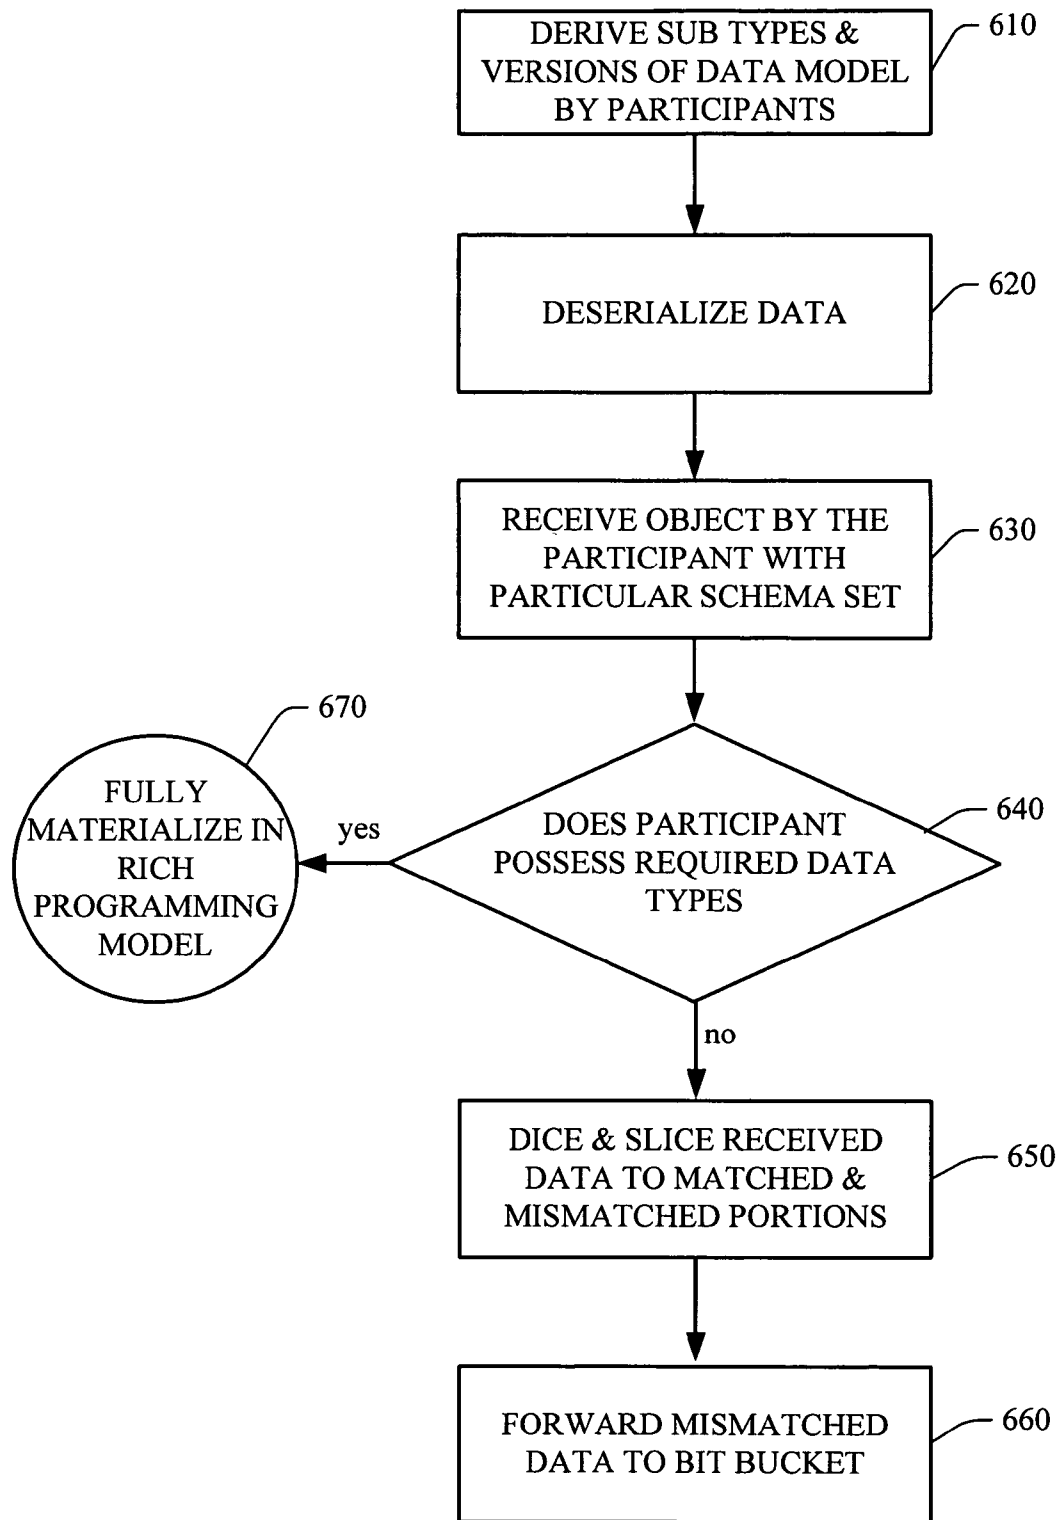 DERIVE SUB TYPES &
VERSIONS OF DATA MODEL
BY PARTICIPANTS
610
DESERIALIZE DATA
620
RECEIVE OBJECT BY THE
PARTICIPANT WITH
PARTICULAR SCHEMA SET
630
DOES PARTICIPANT
POSSESS REQUIRED DATA
TYPES
640
yes
FULLY
MATERIALIZE IN
RICH
PROGRAMMING
MODEL
670
no
DICE & SLICE RECEIVED
DATA TO MATCHED &
MISMATCHED PORTIONS
650
FORWARD MISMATCHED
DATA TO BIT BUCKET
660